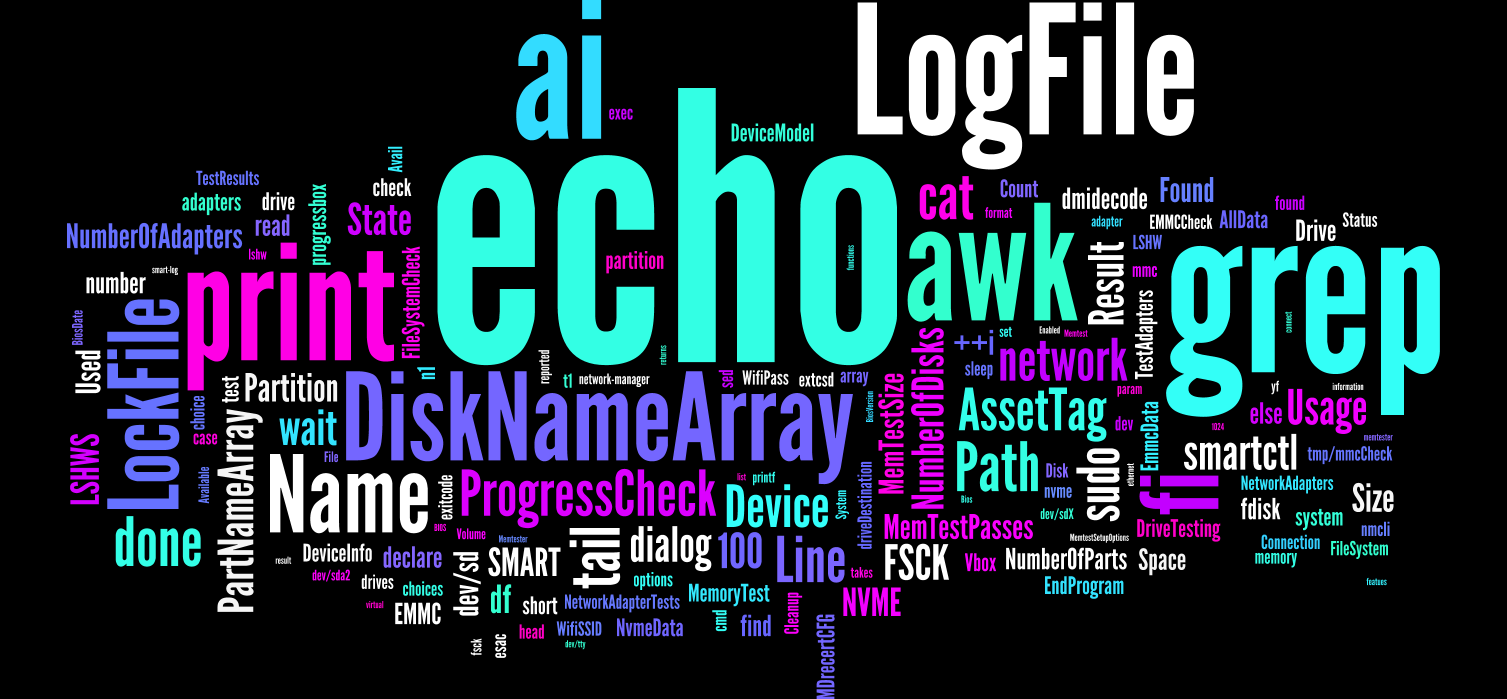 ai
LogFile
exec
DeviceModel
echo
Avail
TestResults
check
adapters
drive
progressbox
State
read
NumberOfAdapters
lshw
print
FileSystemCheck
smart-log
number
partition
functions
cat
Count
format
dmidecode
Found
found
adapter
EMMCCheck
AllData
Drive
Status
LSHW
awk
Result
mmc
grep
connect
BiosDate
LockFile
Used
reported
returns
set
Enabled
Memtest
++i
TestAdapters
sleep
network
n1
t1
network-manager
sed
WifiPass
extcsd
array
test
Partition
choice
case
wait
File
DiskNameArray
BiosVersion
MemTestSize
NumberOfDisks
AssetTag
param
dev
EmmcData
yf
information
else
Usage
1024
memtester
LSHWS
Available
PartNameArray
Name
exitcode
BIOS
ProgressCheck
list
printf
Device
System
driveDestination
Path
Disk
nvme
Bios
dev/sdX
sudo
ethernet
fi
smartctl
tmp/mmcCheck
NetworkAdapters
fdisk
Size
system
nmcli
done
result
DeviceInfo
declare
Volume
Memtester
SMART
tail
dialog
100
Line
takes
MemTestPasses
FSCK
Vbox
MemtestSetupOptions
NumberOfParts
DriveTesting
Space
Connection
memory
FileSystem
featues
dev/sda2
drives
choices
virtual
EMMC
dev/sd
df
short
options
NetworkAdapterTests
MemoryTest
NVME
EndProgram
fsck
esac
head
WifiSSID
dev/tty
NvmeData
cmd
find
Cleanup
MDrecertCFG